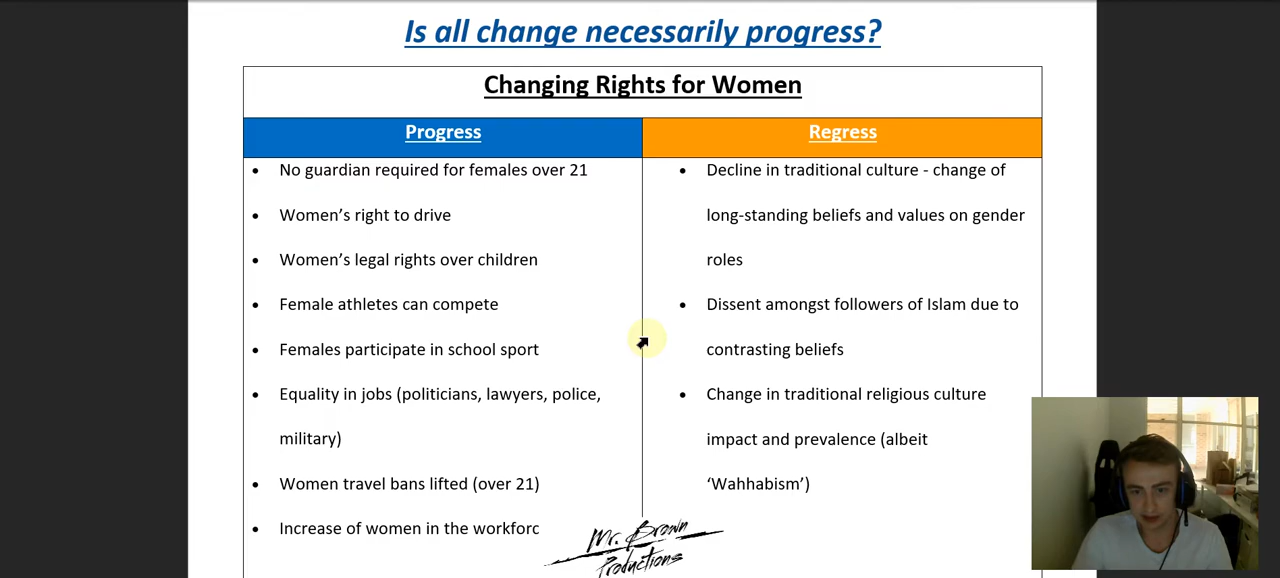 Is all change necessarily progress?
Changing Rights for Women
Progress
Regress
• No guardian required for females over 21
• Women’s right to drive
• Women’s legal rights over children
• Female athletes can compete
• Females participate in school sport
• Equality in jobs (politicians, lawyers, police,
military)
• Women travel bans lifted (over 21)
• Increase of women in the workforc
• Decline in traditional culture - change of
long-standing beliefs and values on gender
roles
• Dissent amongst followers of Islam due to
contrasting beliefs
• Change in traditional religious culture
impact and prevalence (albeit
‘Wahhabism’)
Mr. Brown
Productions